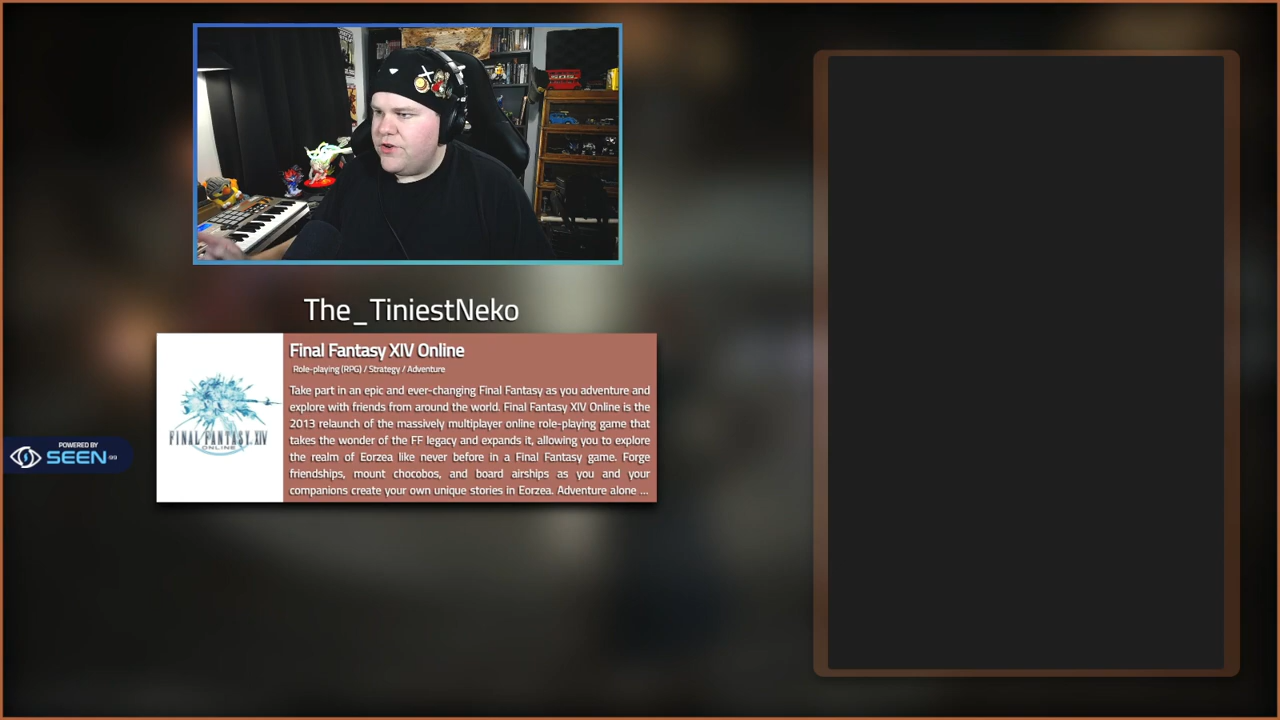 The_TiniestNeko
Final Fantasy XIV Online
Role-playing (RPG) / Strategy / Adventure
Take part in an epic and ever-changing Final Fantasy as you adventure and
explore with friends from around the world. Final Fantasy XIV Online is the
2013 relaunch of the massively multiplayer online role-playing game that
takes the wonder of the FF legacy and expands it, allowing you to explore
the realm of Eorzea like never before in a Final Fantasy game. Forge
friendships, mount chocobos, and board airships as you and your
companions create your own unique stories in Eorzea. Adventure alone ...
FINAL FANTASY XIV
ONLINE
POWERED BY
SEEN.GG